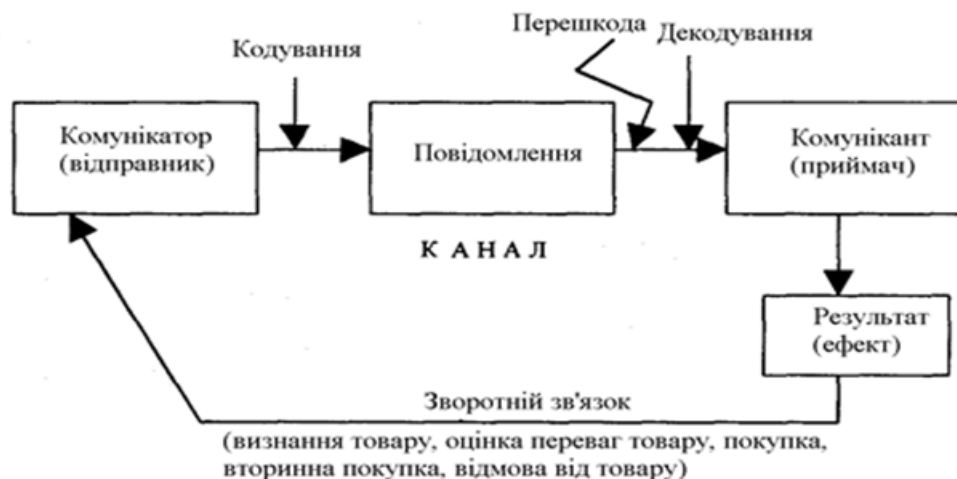 Перешкода
Декодування
Кодування
Комунікатор
(відправник)
Повідомлення
Комунікант
(приймач)
К А Н А Л
Результат
(ефект)
Зворотній зв'язок
(визнання товару, оцінка переваг товару, покупка,
вторинна покупка, відмова від товару)